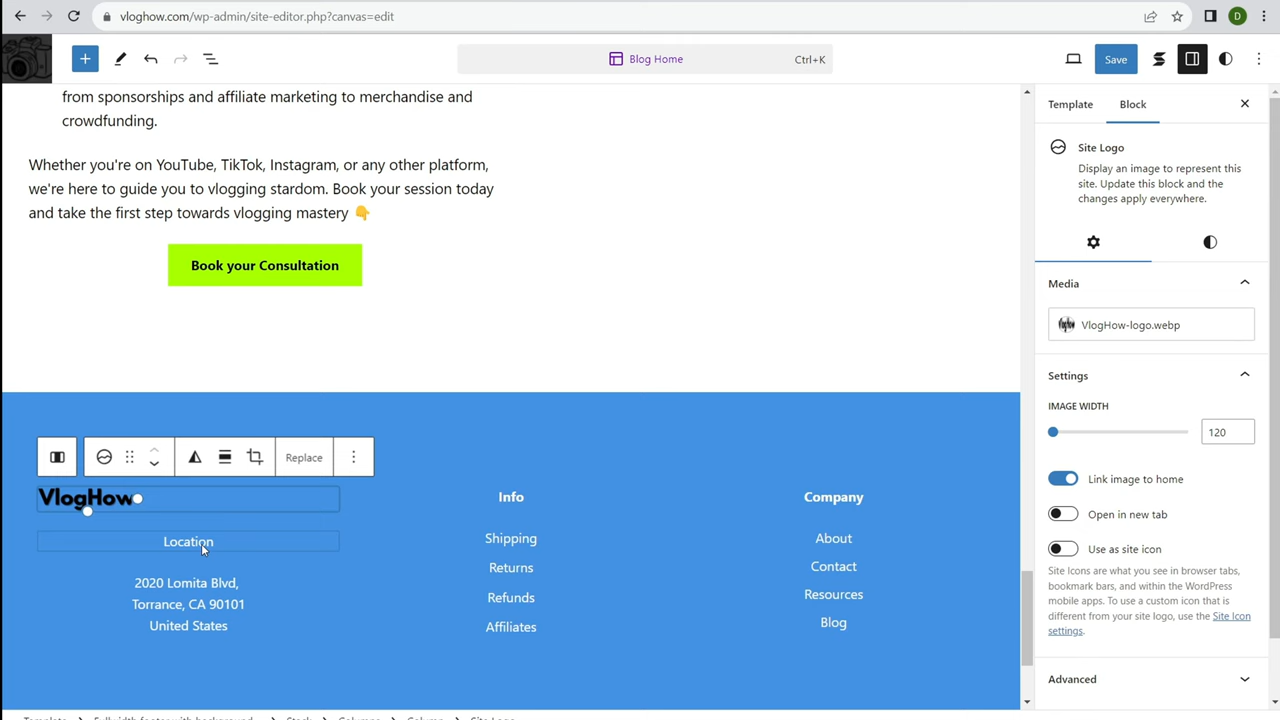 vloghow.com/wp-admin/site-editor.php?canvas=edit
D
Blog Home
Ctrl+K
Save
from sponsorships and affiliate marketing to merchandise and
crowdfunding.
Whether you're on YouTube, TikTok, Instagram, or any other platform,
we're here to guide you to vlogging stardom. Book your session today
and take the first step towards vlogging mastery 👇
Book your Consultation
Replace
VlogHow
Location
2020 Lomita Blvd,
Torrance, CA 90101
United States
Info
Shipping
Returns
Refunds
Affiliates
Company
About
Contact
Resources
Blog
Template
Block
Site Logo
Display an image to represent this
site. Update this block and the
changes apply everywhere.
Media
VlogHow-logo.webp
Settings
IMAGE WIDTH
120
Link image to home
Open in new tab
Use as site icon
Site Icons are what you see in browser tabs,
bookmark bars, and within the WordPress
mobile apps. To use a custom icon that is
different from your site logo, use the Site Icon
settings.
Advanced